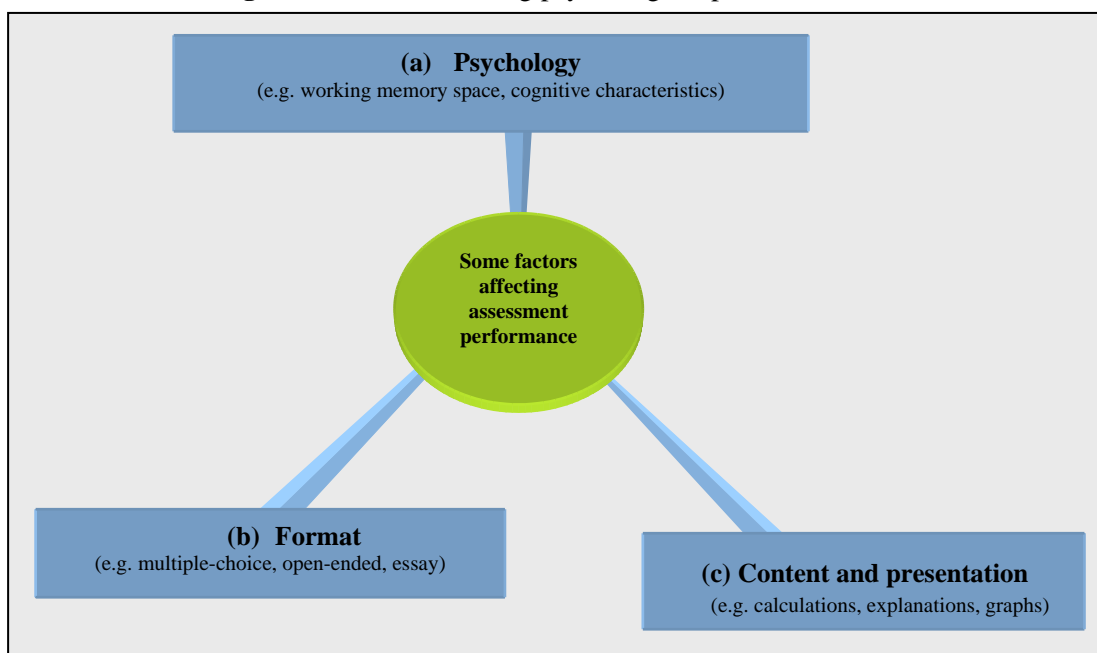 (a) Psychology
(e.g. working memory space, cognitive characteristics)
Some factors
affecting
assessment
performance
(b) Format
(e.g. multiple-choice, open-ended, essay)
(c) Content and presentation
(e.g. calculations, explanations, graphs)